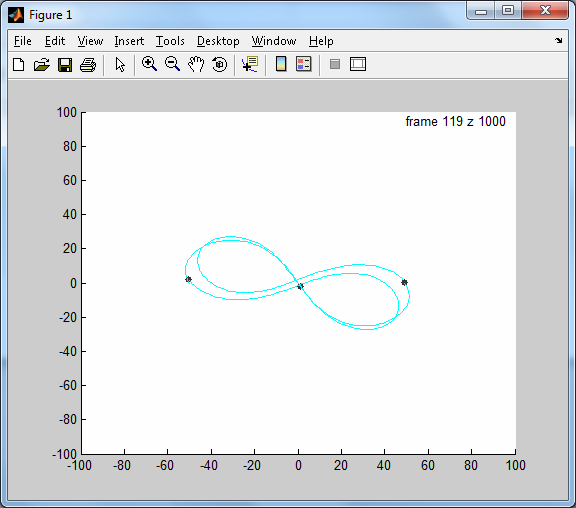 Figure 1
File Edit View Insert Tools Desktop Window Help
frame 119 z 1000
100
80
60
40
20
0
-20
-40
-60
-80
-100
-100 -80 -60 -40 -20 0 20 40 60 80 100